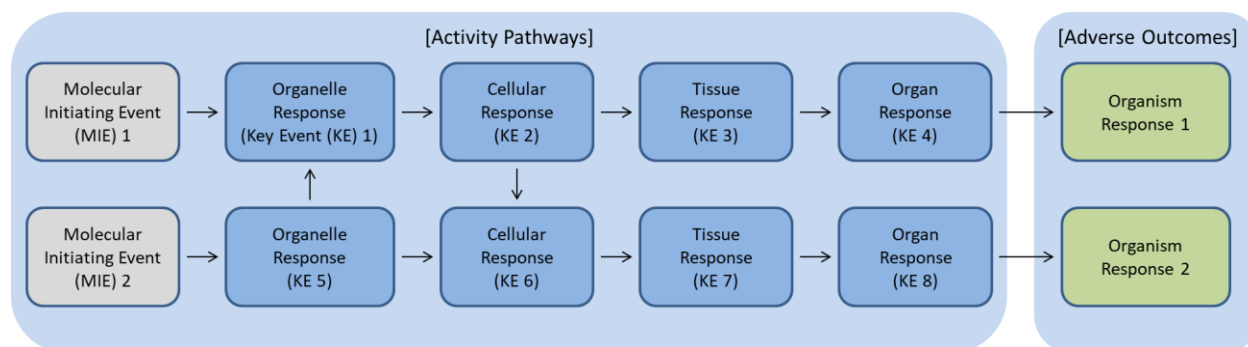 [Activity Pathways]
[Adverse Outcomes]
Molecular
Initiating Event
(MIE) 1
Organelle
Response
(Key Event (KE) 1)
Cellular
Response
(KE 2)
Tissue
Response
(KE 3)
Organ
Response
(KE 4)
Organism
Response 1
Molecular
Initiating Event
(MIE) 2
Organelle
Response
(KE 5)
Cellular
Response
(KE 6)
Tissue
Response
(KE 7)
Organ
Response
(KE 8)
Organism
Response 2